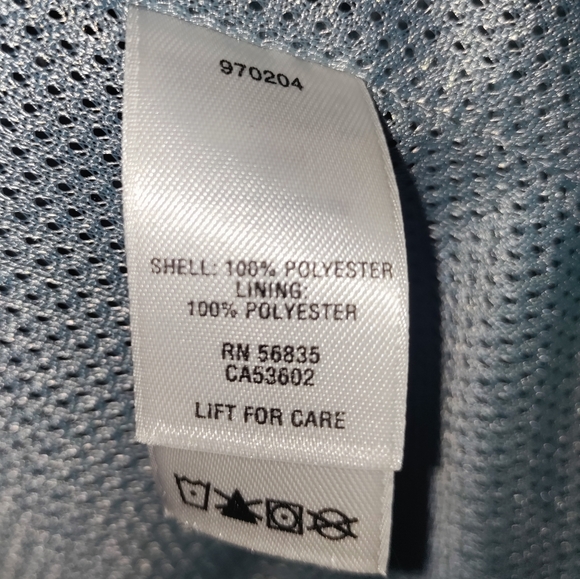 970204
SHELL: 100% POLYESTER
LINING:
100% POLYESTER
RN 56835
CA53602
LIFT FOR CARE